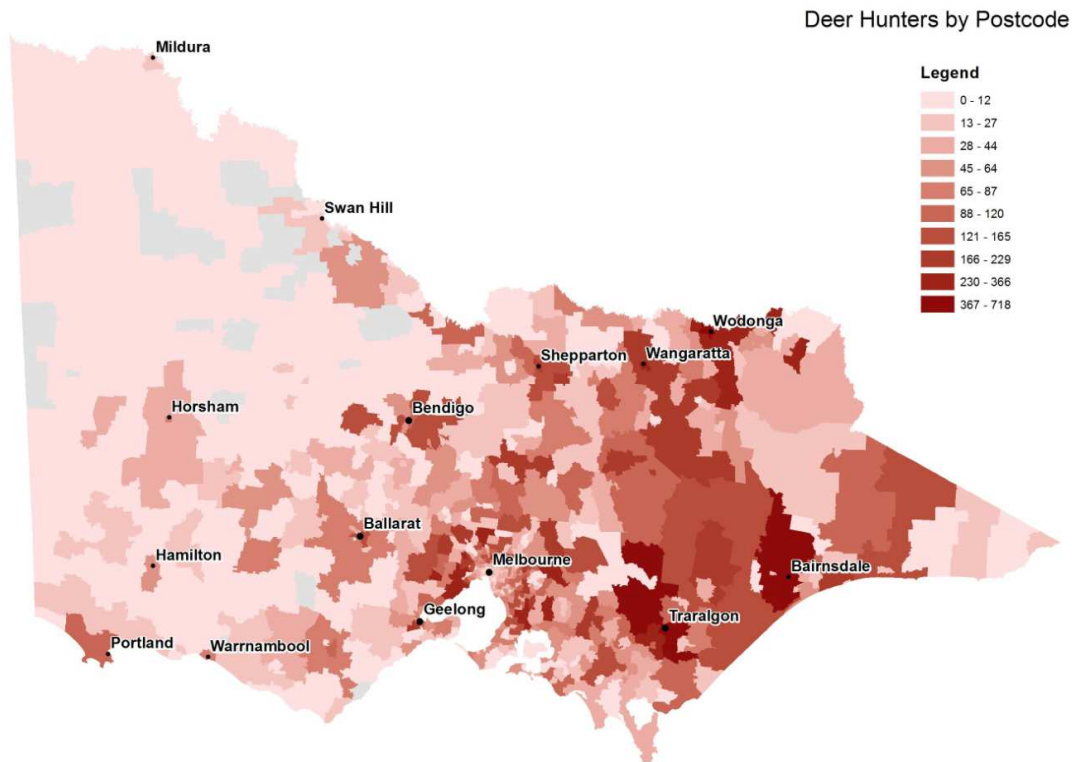 Deer Hunters by Postcode
Legend
0 - 12
13 - 27
28 - 44
45 - 64
65 - 87
88 - 120
121 - 165
166 - 229
230 - 366
367 - 718
Mildura
Swan Hill
Wodonga
Shepparton
Wangaratta
Horsham
Bendigo
Ballarat
Hamilton
Melbourne
Bairnsdale
Geelong
Traralgon
Portland
Warrnambool